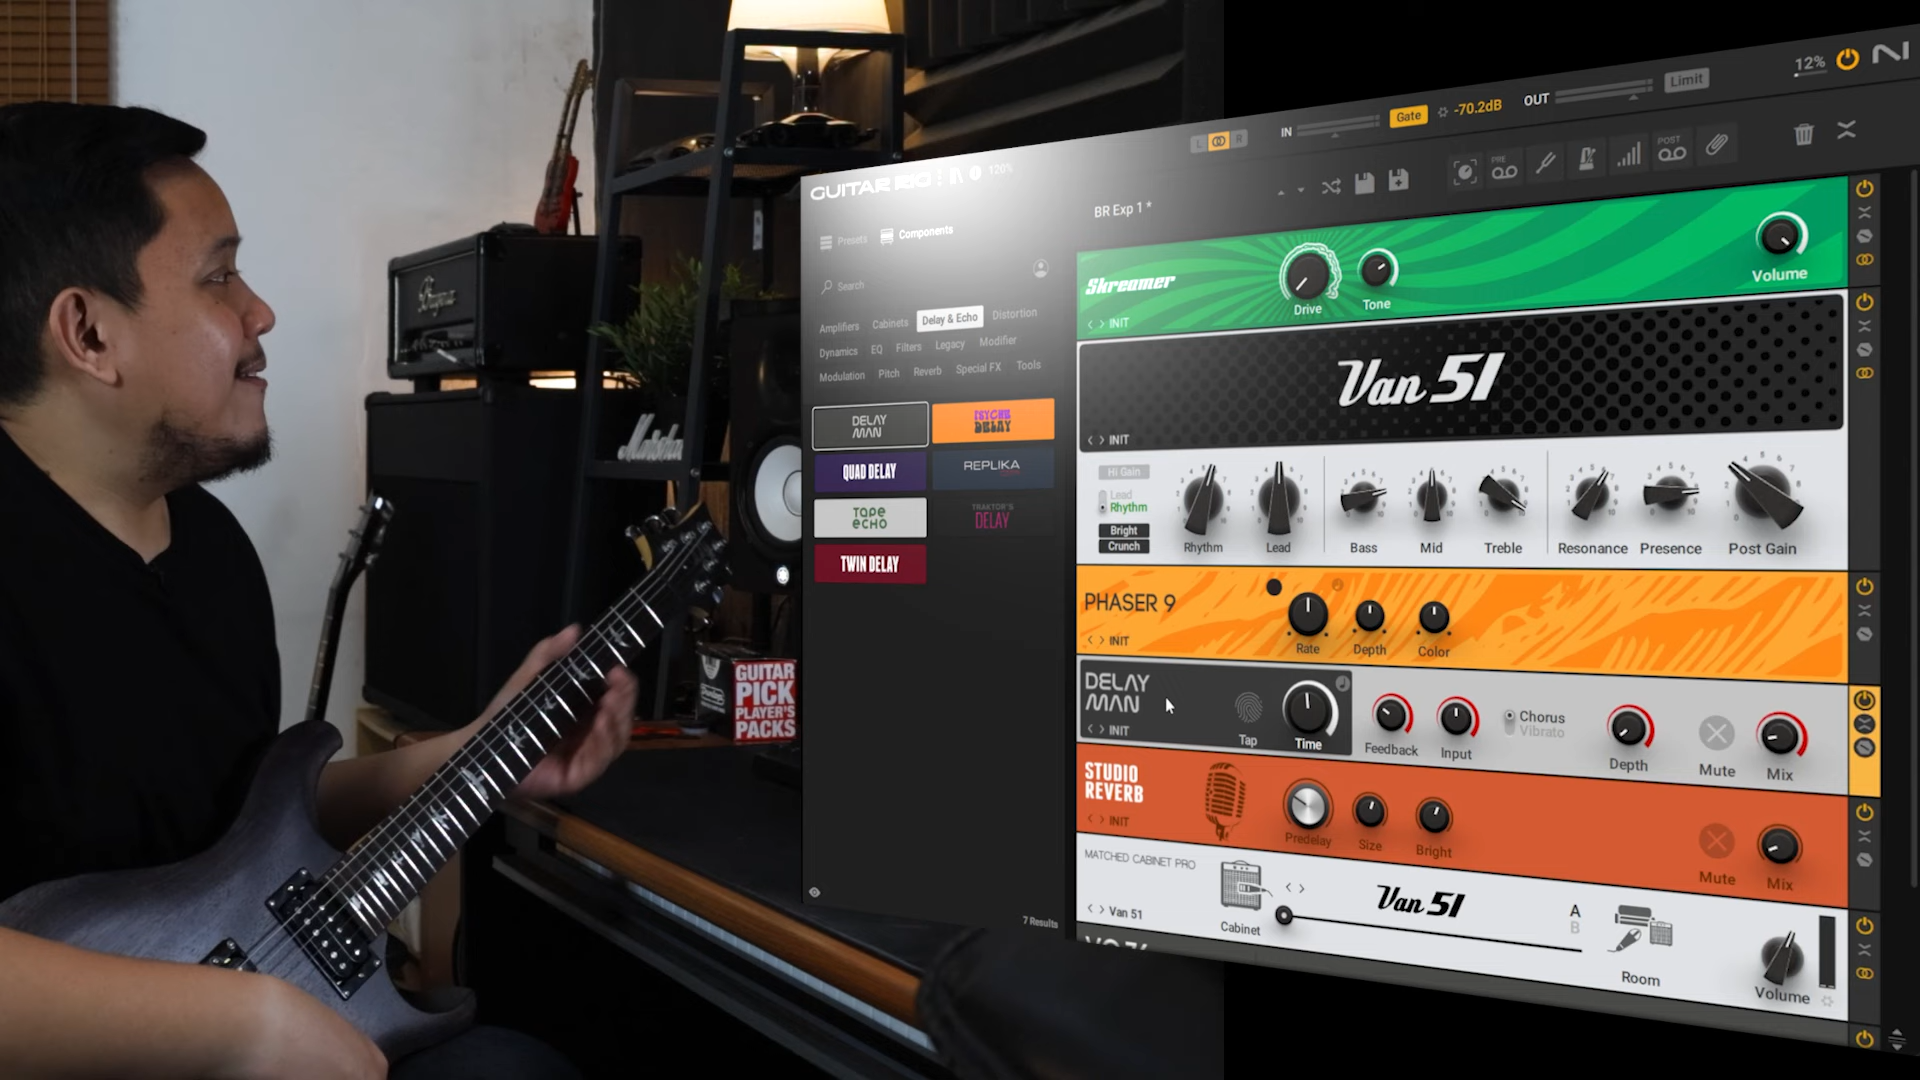 GUITAR RIG
120%
L
R
IN
Gate
-70.2dB
OUT
Limit
12%
PRE
POST
BR Exp 1 *
Presets
Components
Search
Amplifiers
Cabinets
Delay & Echo
Distortion
Dynamics
EQ
Filters
Legacy
Modifier
Modulation
Pitch
Reverb
Special FX
Tools
DELAY
MAN
PSYCHE
DELAY
QUAD DELAY
REPLIKA
TAPE
ECHO
TRAKTOR'S
DELAY
TWIN DELAY
7 Results
Skreamer
INIT
Drive
Tone
Volume
Van 51
INIT
Hi Gain
Lead
Rhythm
Bright
Crunch
Rhythm
Lead
Bass
Mid
Treble
Resonance
Presence
Post Gain
PHASER 9
INIT
Rate
Depth
Color
DELAY
MAN
INIT
Tap
Time
Feedback
Input
Chorus
Vibrato
Depth
Mute
Mix
STUDIO
REVERB
INIT
Predelay
Size
Bright
Mute
Mix
MATCHED CABINET PRO
Van 51
Cabinet
Van 51
A
B
Room
Volume
GUITAR
PICK
PLAYER'S
PACKS